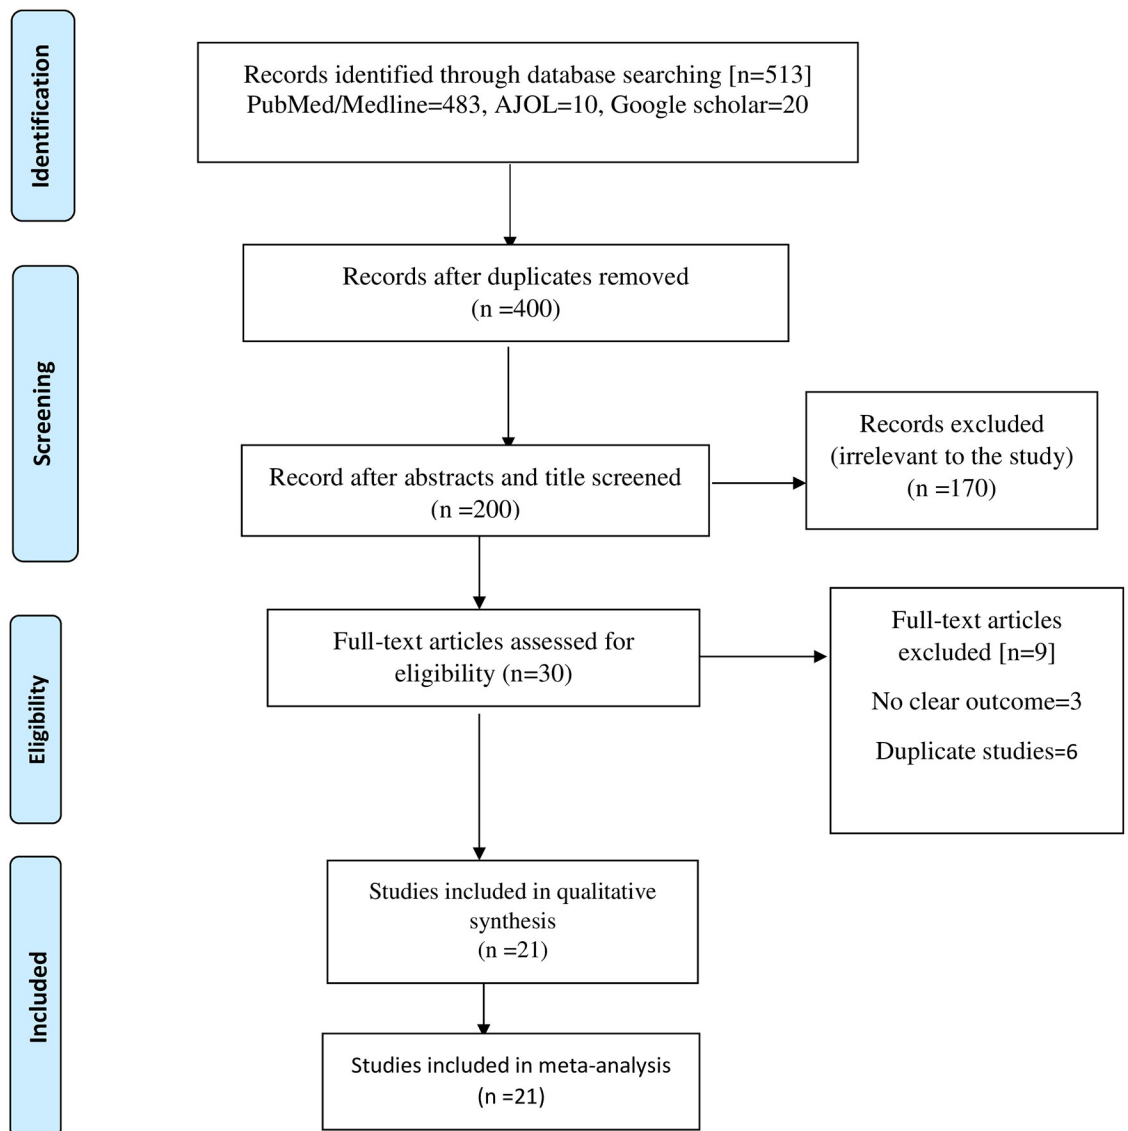 Identification
Records identified through database searching [n=513]
PubMed/Medline=483, AJOL=10, Google scholar=20
Screening
Records after duplicates removed
(n =400)
Record after abstracts and title screened
(n =200)
Records excluded
(irrelevant to the study)
(n =170)
Eligibility
Full-text articles assessed for
eligibility (n=30)
Full-text articles
excluded [n=9]
No clear outcome=3
Duplicate studies=6
Included
Studies included in qualitative
synthesis
(n =21)
Studies included in meta-analysis
(n =21)